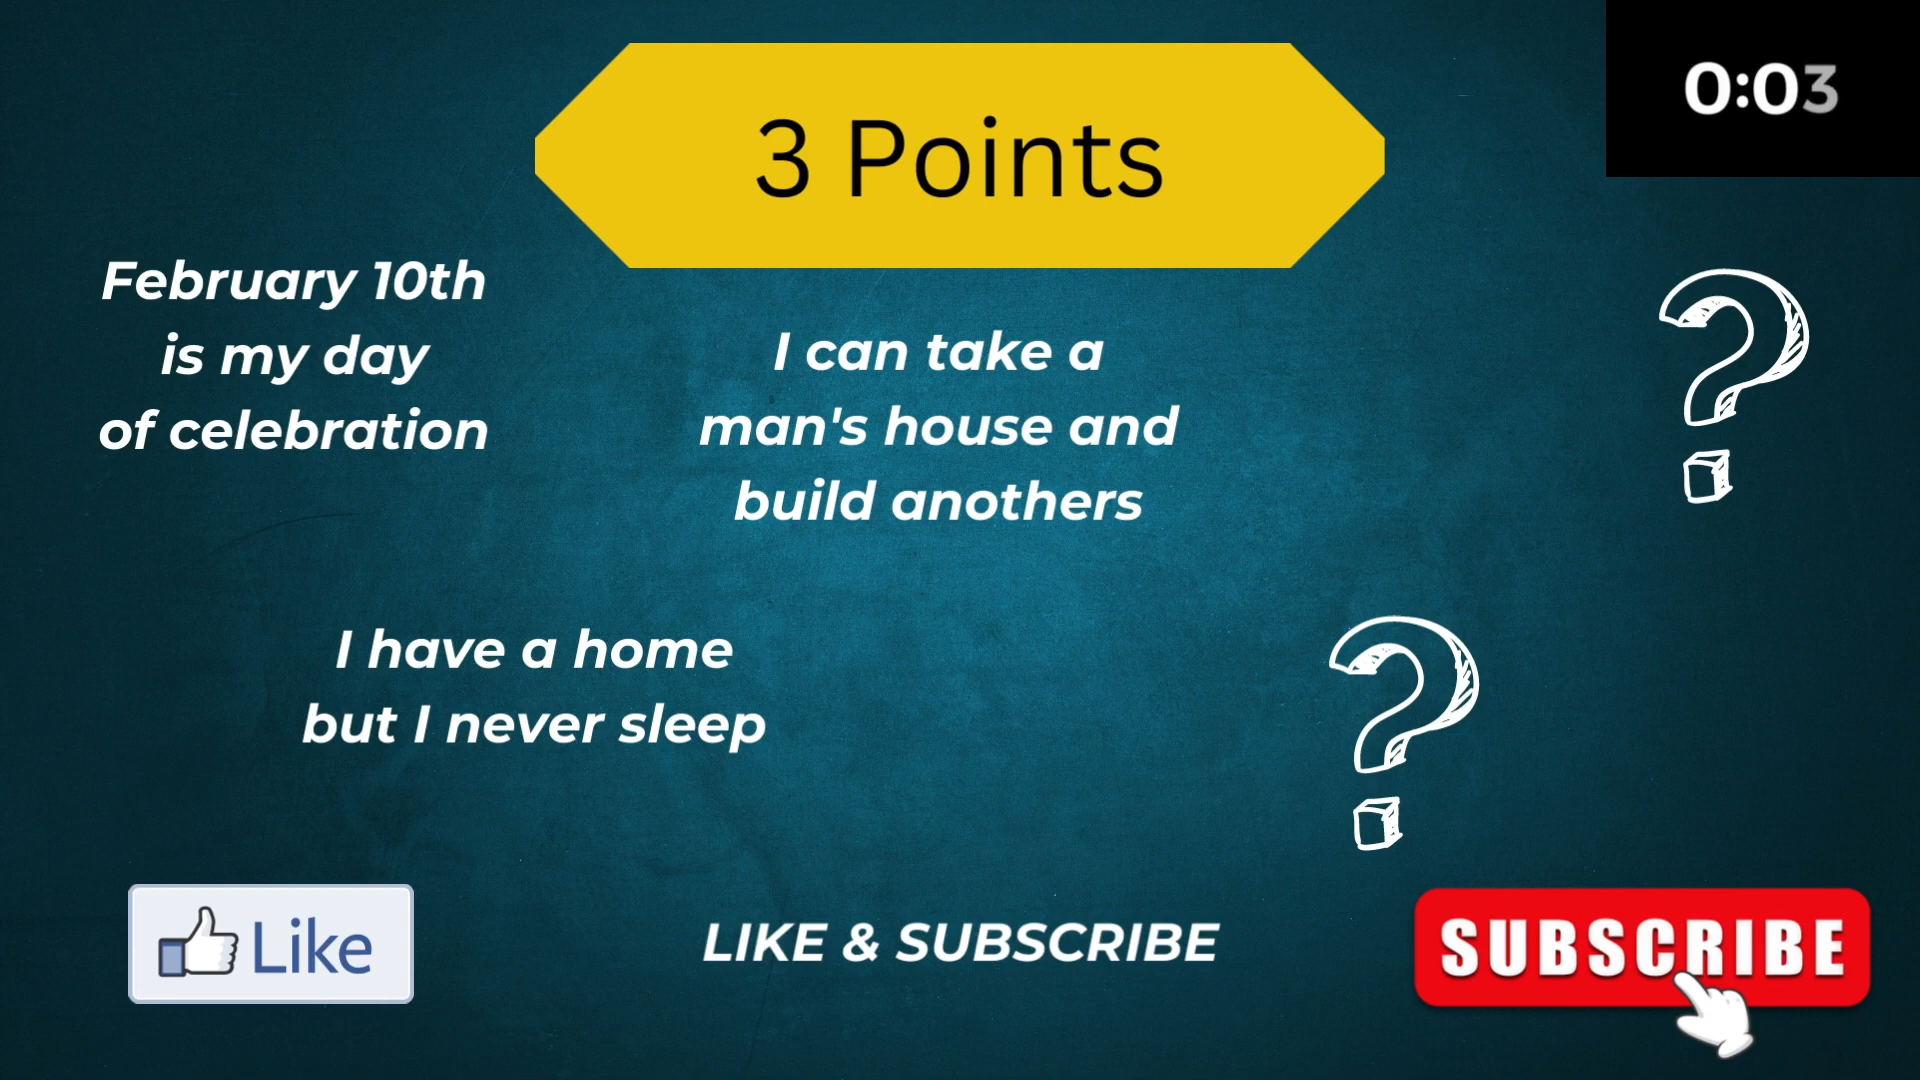 3 Points
0:03
February 10th
is my day
of celebration
I can take a
man's house and
build anothers
?
I have a home
but I never sleep
?
Like
LIKE & SUBSCRIBE
SUBSCRIBE